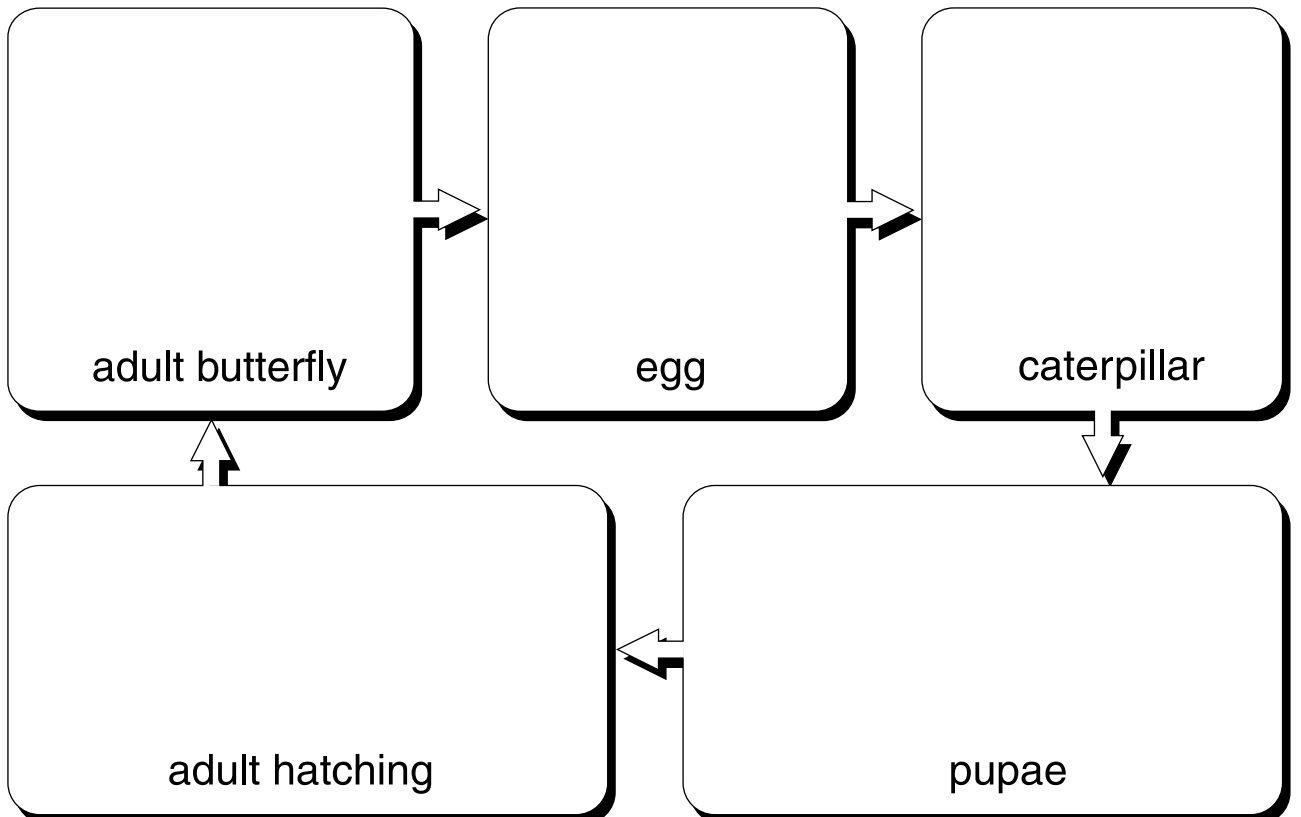 adult butterfly
egg
caterpillar
adult hatching
pupae